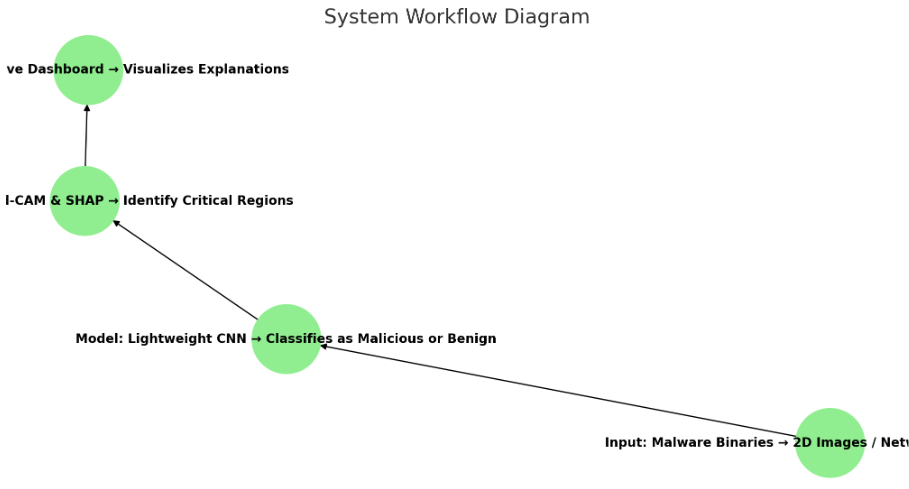 System Workflow Diagram
ve Dashboard → Visualizes Explanations
l-CAM & SHAP → Identify Critical Regions
Model: Lightweight CNN → Classifies as Malicious or Benign
Input: Malware Binaries → 2D Images / Netw